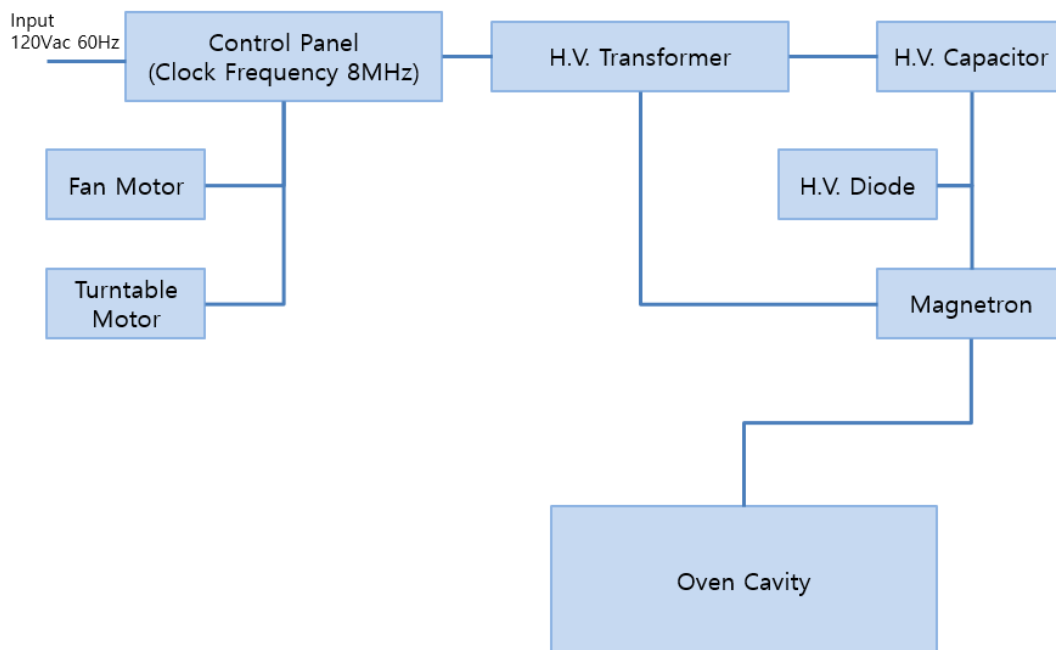 Input
120Vac 60Hz
Control Panel
(Clock Frequency 8MHz)
H.V. Transformer
H.V. Capacitor
Fan Motor
H.V. Diode
Turntable
Motor
Magnetron
Oven Cavity